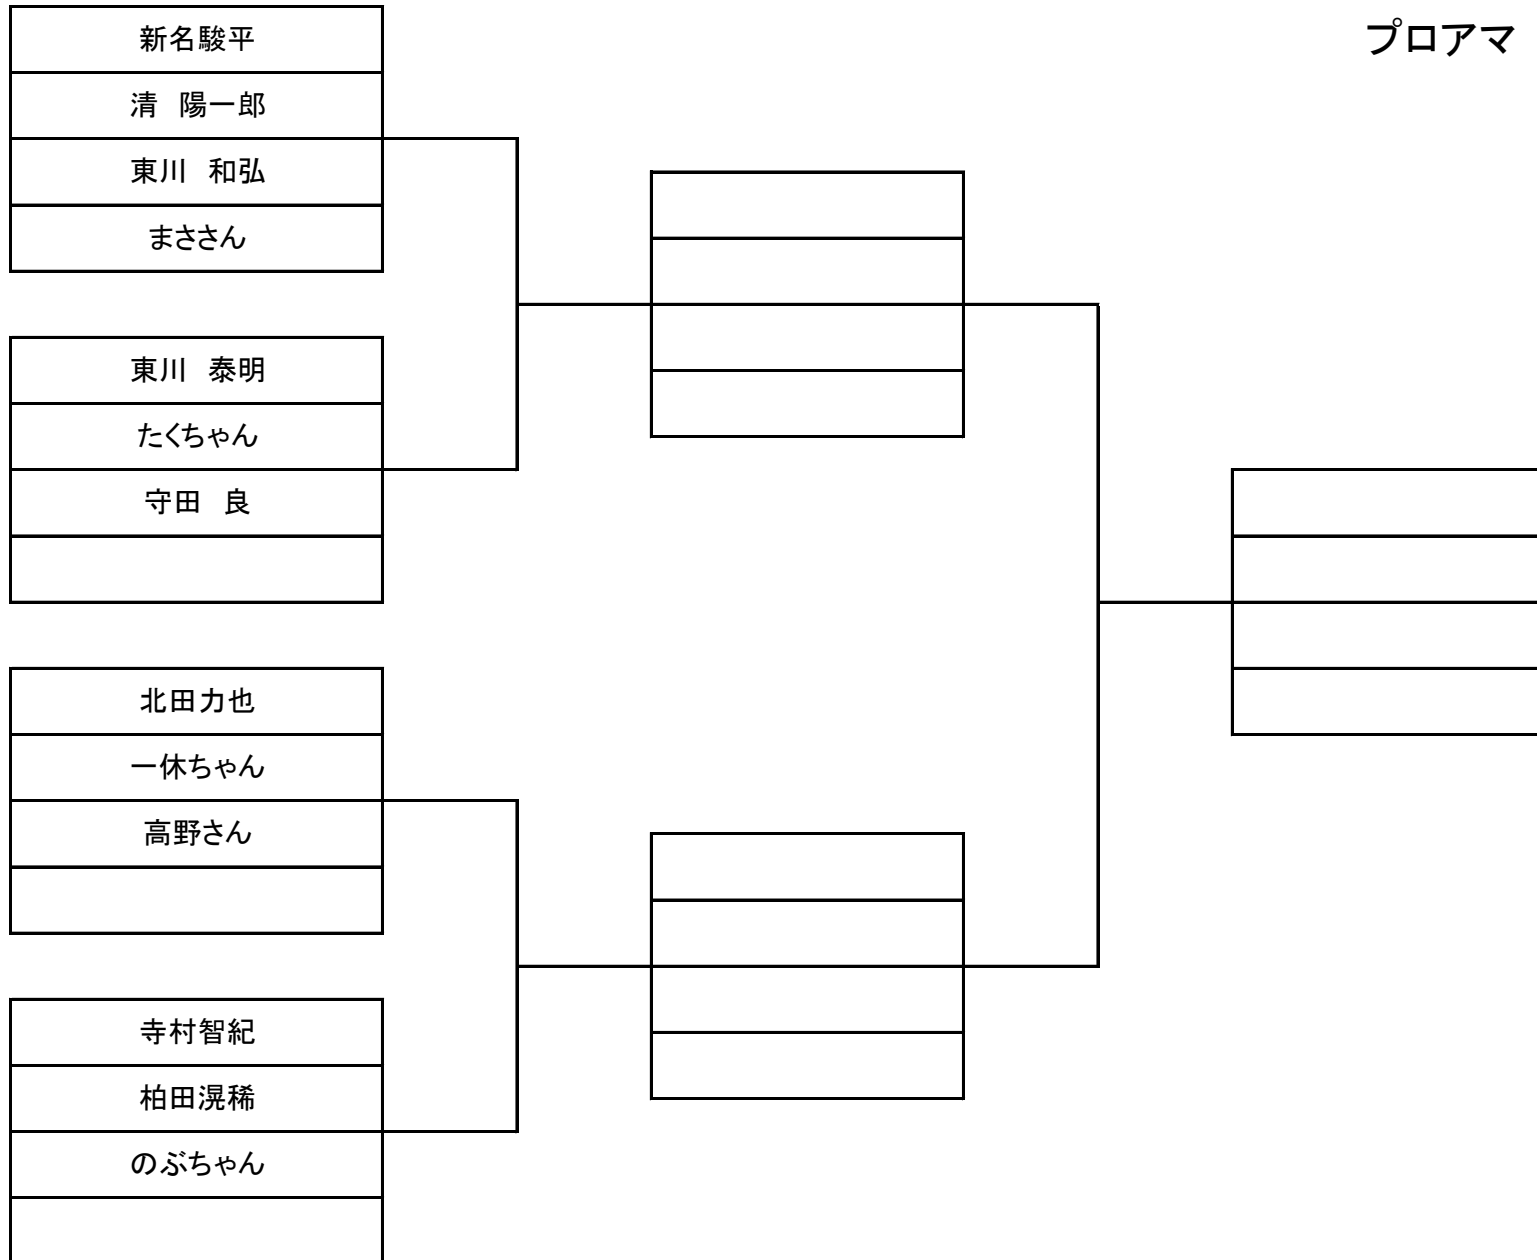 プロアマ
新名駿平
清　陽一郎
東川　和弘
まささん
東川　泰明
たくちゃん
守田　良
北田力也
一休ちゃん
高野さん
寺村智紀
柏田滉稀
のぶちゃん